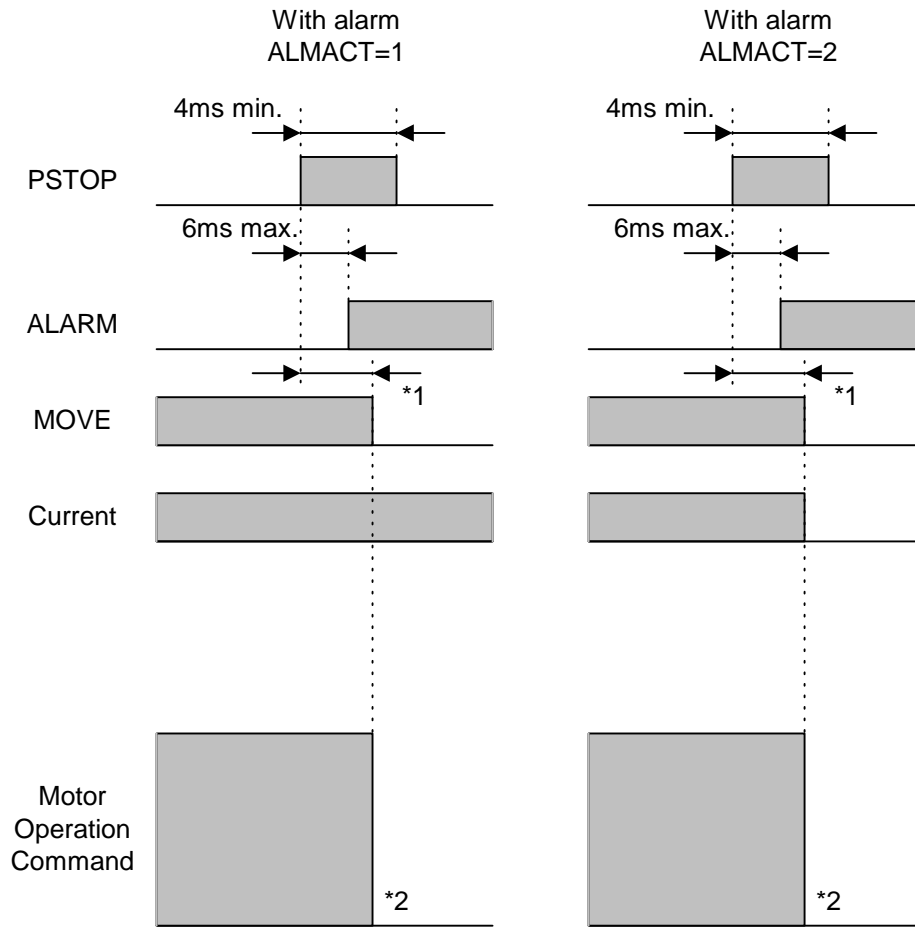 With alarm
ALMACT=1
With alarm
ALMACT=2
4ms min.
4ms min.
PSTOP
6ms max.
6ms max.
ALARM
*1
*1
MOVE
Current
Motor
Operation
Command
*2
*2